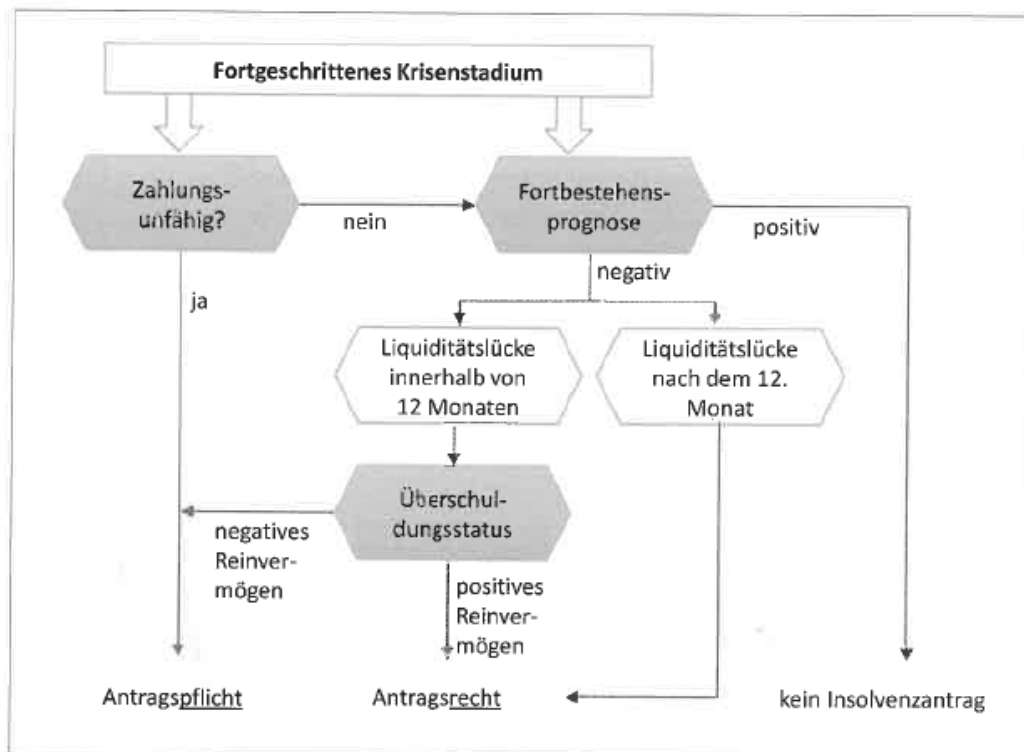 Fortgeschrittenes Krisenstadium
Zahlungs-
unfähig?
nein
Fortbestehens-
prognose
positiv
ja
negativ
Liquiditätslücke
innerhalb von
12 Monaten
Liquiditätslücke
nach dem 12.
Monat
Überschul-
dungsstatus
negatives
Reinver-
mögen
positives
Reinver-
mögen
Antragspflicht
Antragsrecht
kein Insolvenzantrag